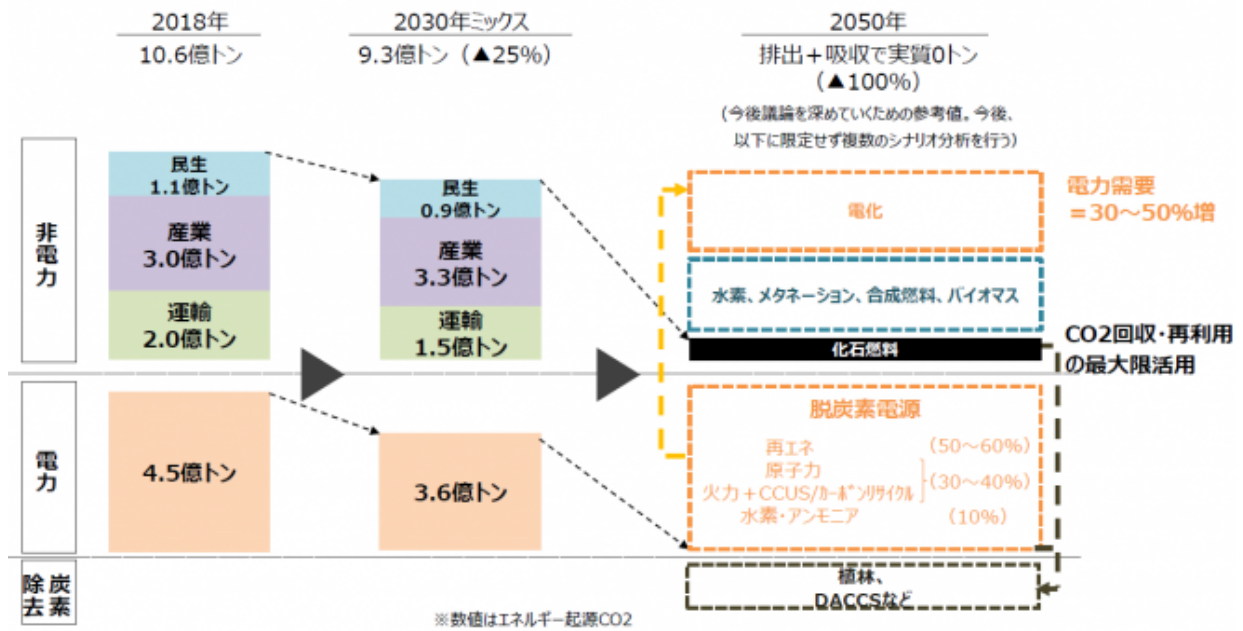 2018年
10.6億トン
2030年ミックス
9.3億トン（▲25%）
2050年
排出＋吸収で実質0トン
（▲100%）
（今後議論を深めていくための参考値。今後、
以下に限定せず複数のシナリオ分析を行う）
非電力
民生
1.1億トン
産業
3.0億トン
運輸
2.0億トン
民生
0.9億トン
産業
3.3億トン
運輸
1.5億トン
電化
電力需要
＝30～50%増
水素、メタネーション、合成燃料、バイオマス
化石燃料
CO2回収・再利用
の最大限活用
電力
4.5億トン
3.6億トン
脱炭素電源
再エネ （50～60%）
原子力
火力＋CCUS/カーボンリサイクル （30～40%）
水素・アンモニア （10%）
炭素除去
植林、
DACCSなど
※数値はエネルギー起源CO2